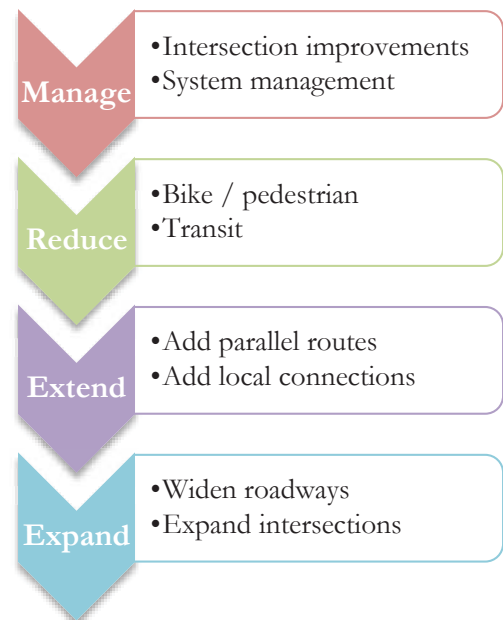 Manage
•Intersection improvements
•System management
Reduce
•Bike / pedestrian
•Transit
Extend
•Add parallel routes
•Add local connections
Expand
•Widen roadways
•Expand intersections